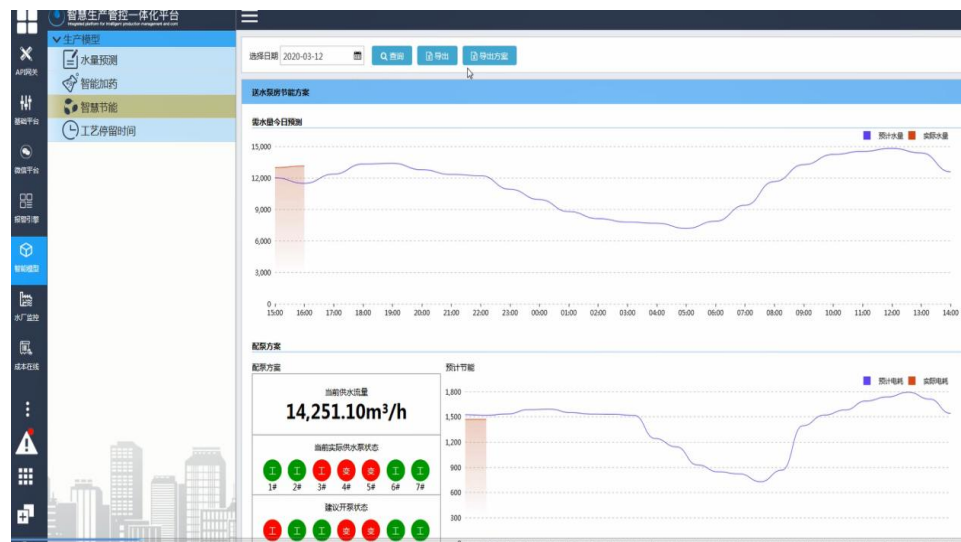 智慧生产管控一体化平台
Integrated platform for intelligent production management and con
API网关
基础平台
微信平台
报警引擎
智能模型
水厂监控
成本在线
生产模型
水量预测
智能加药
智慧节能
工艺停留时间
选择日期 2020-03-12 查询 导出 导出方案
送水泵房节能方案
需水量今日预测
预计水量 实际水量
15,000
12,000
9,000
6,000
3,000
0
15:00 16:00 17:00 18:00 19:00 20:00 21:00 22:00 23:00 00:00 01:00 02:00 03:00 04:00 05:00 06:00 07:00 08:00 09:00 10:00 11:00 12:00 13:00 14:00
配泵方案
配泵方案
当前供水流量
14,251.10m³/h
当前实际供水泵状态
工 工 工 变 变 工 工
1# 2# 3# 4# 5# 6# 7#
建议开泵状态
工 工 工 变 变 工 工
预计节能
预计电耗 实际电耗
1,800
1,500
1,200
900
600
300